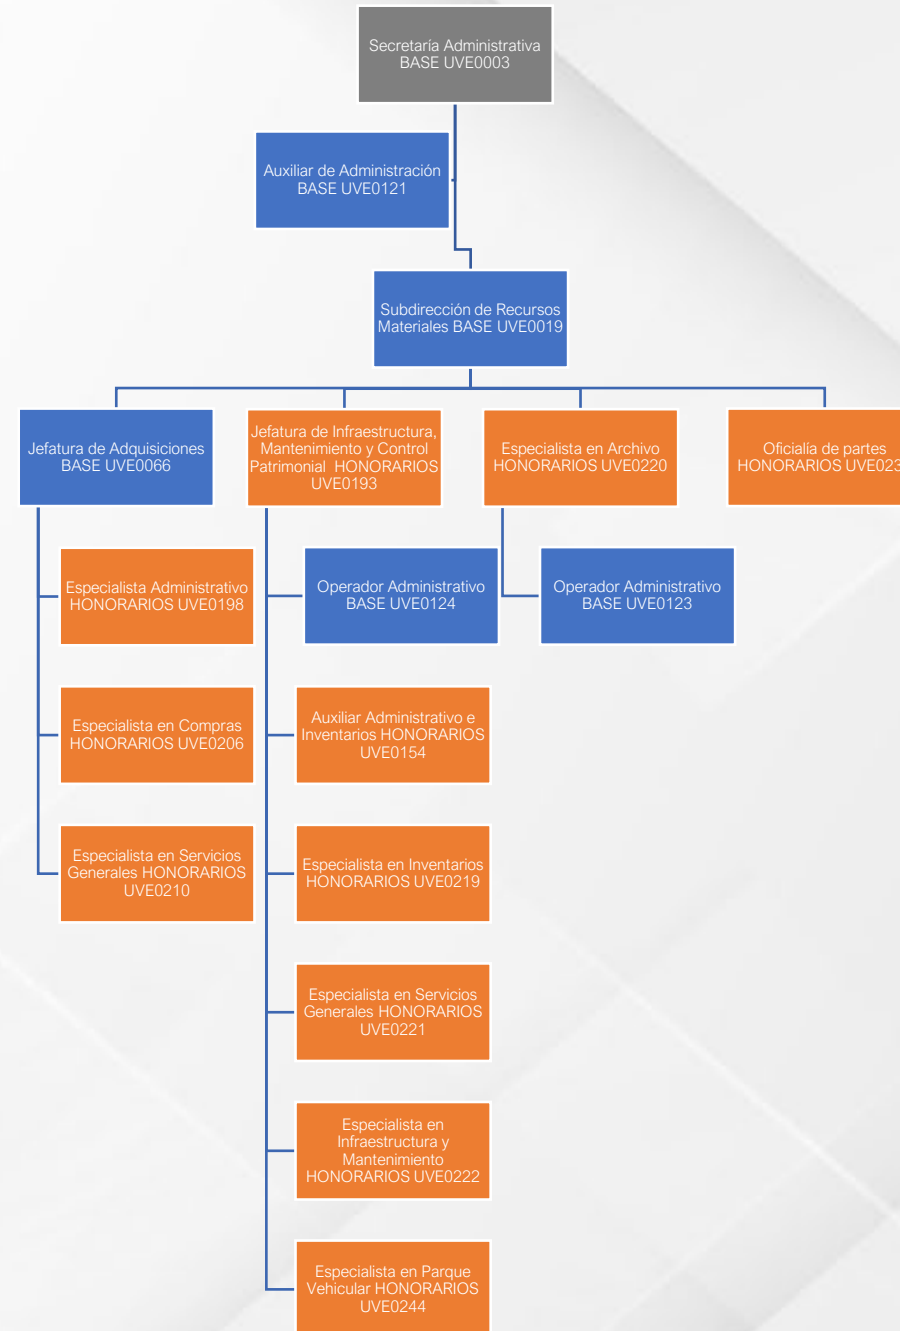 Secretaría Administrativa
BASE UVE0003
Auxiliar de Administración
BASE UVE0121
Subdirección de Recursos
Materiales BASE UVE0019
Jefatura de Adquisiciones
BASE UVE0066
Jefatura de Infraestructura,
Mantenimiento y Control
Patrimonial HONORARIOS
UVE0193
Especialista en Archivo
HONORARIOS UVE0220
Oficialía de partes
HONORARIOS
Especialista Administrativo
HONORARIOS UVE0198
Operador Administrativo
BASE UVE0124
Operador Administrativo
BASE UVE0123
Especialista en Compras
HONORARIOS UVE0206
Auxiliar Administrativo e
Inventarios HONORARIOS
UVE0154
Especialista en Servicios
Generales HONORARIOS
UVE0210
Especialista en Inventarios
HONORARIOS UVE0219
Especialista en Servicios
Generales HONORARIOS
UVE0221
Especialista en
Infraestructura y
Mantenimiento
HONORARIOS UVE0222
Especialista en Parque
Vehicular HONORARIOS
UVE0244